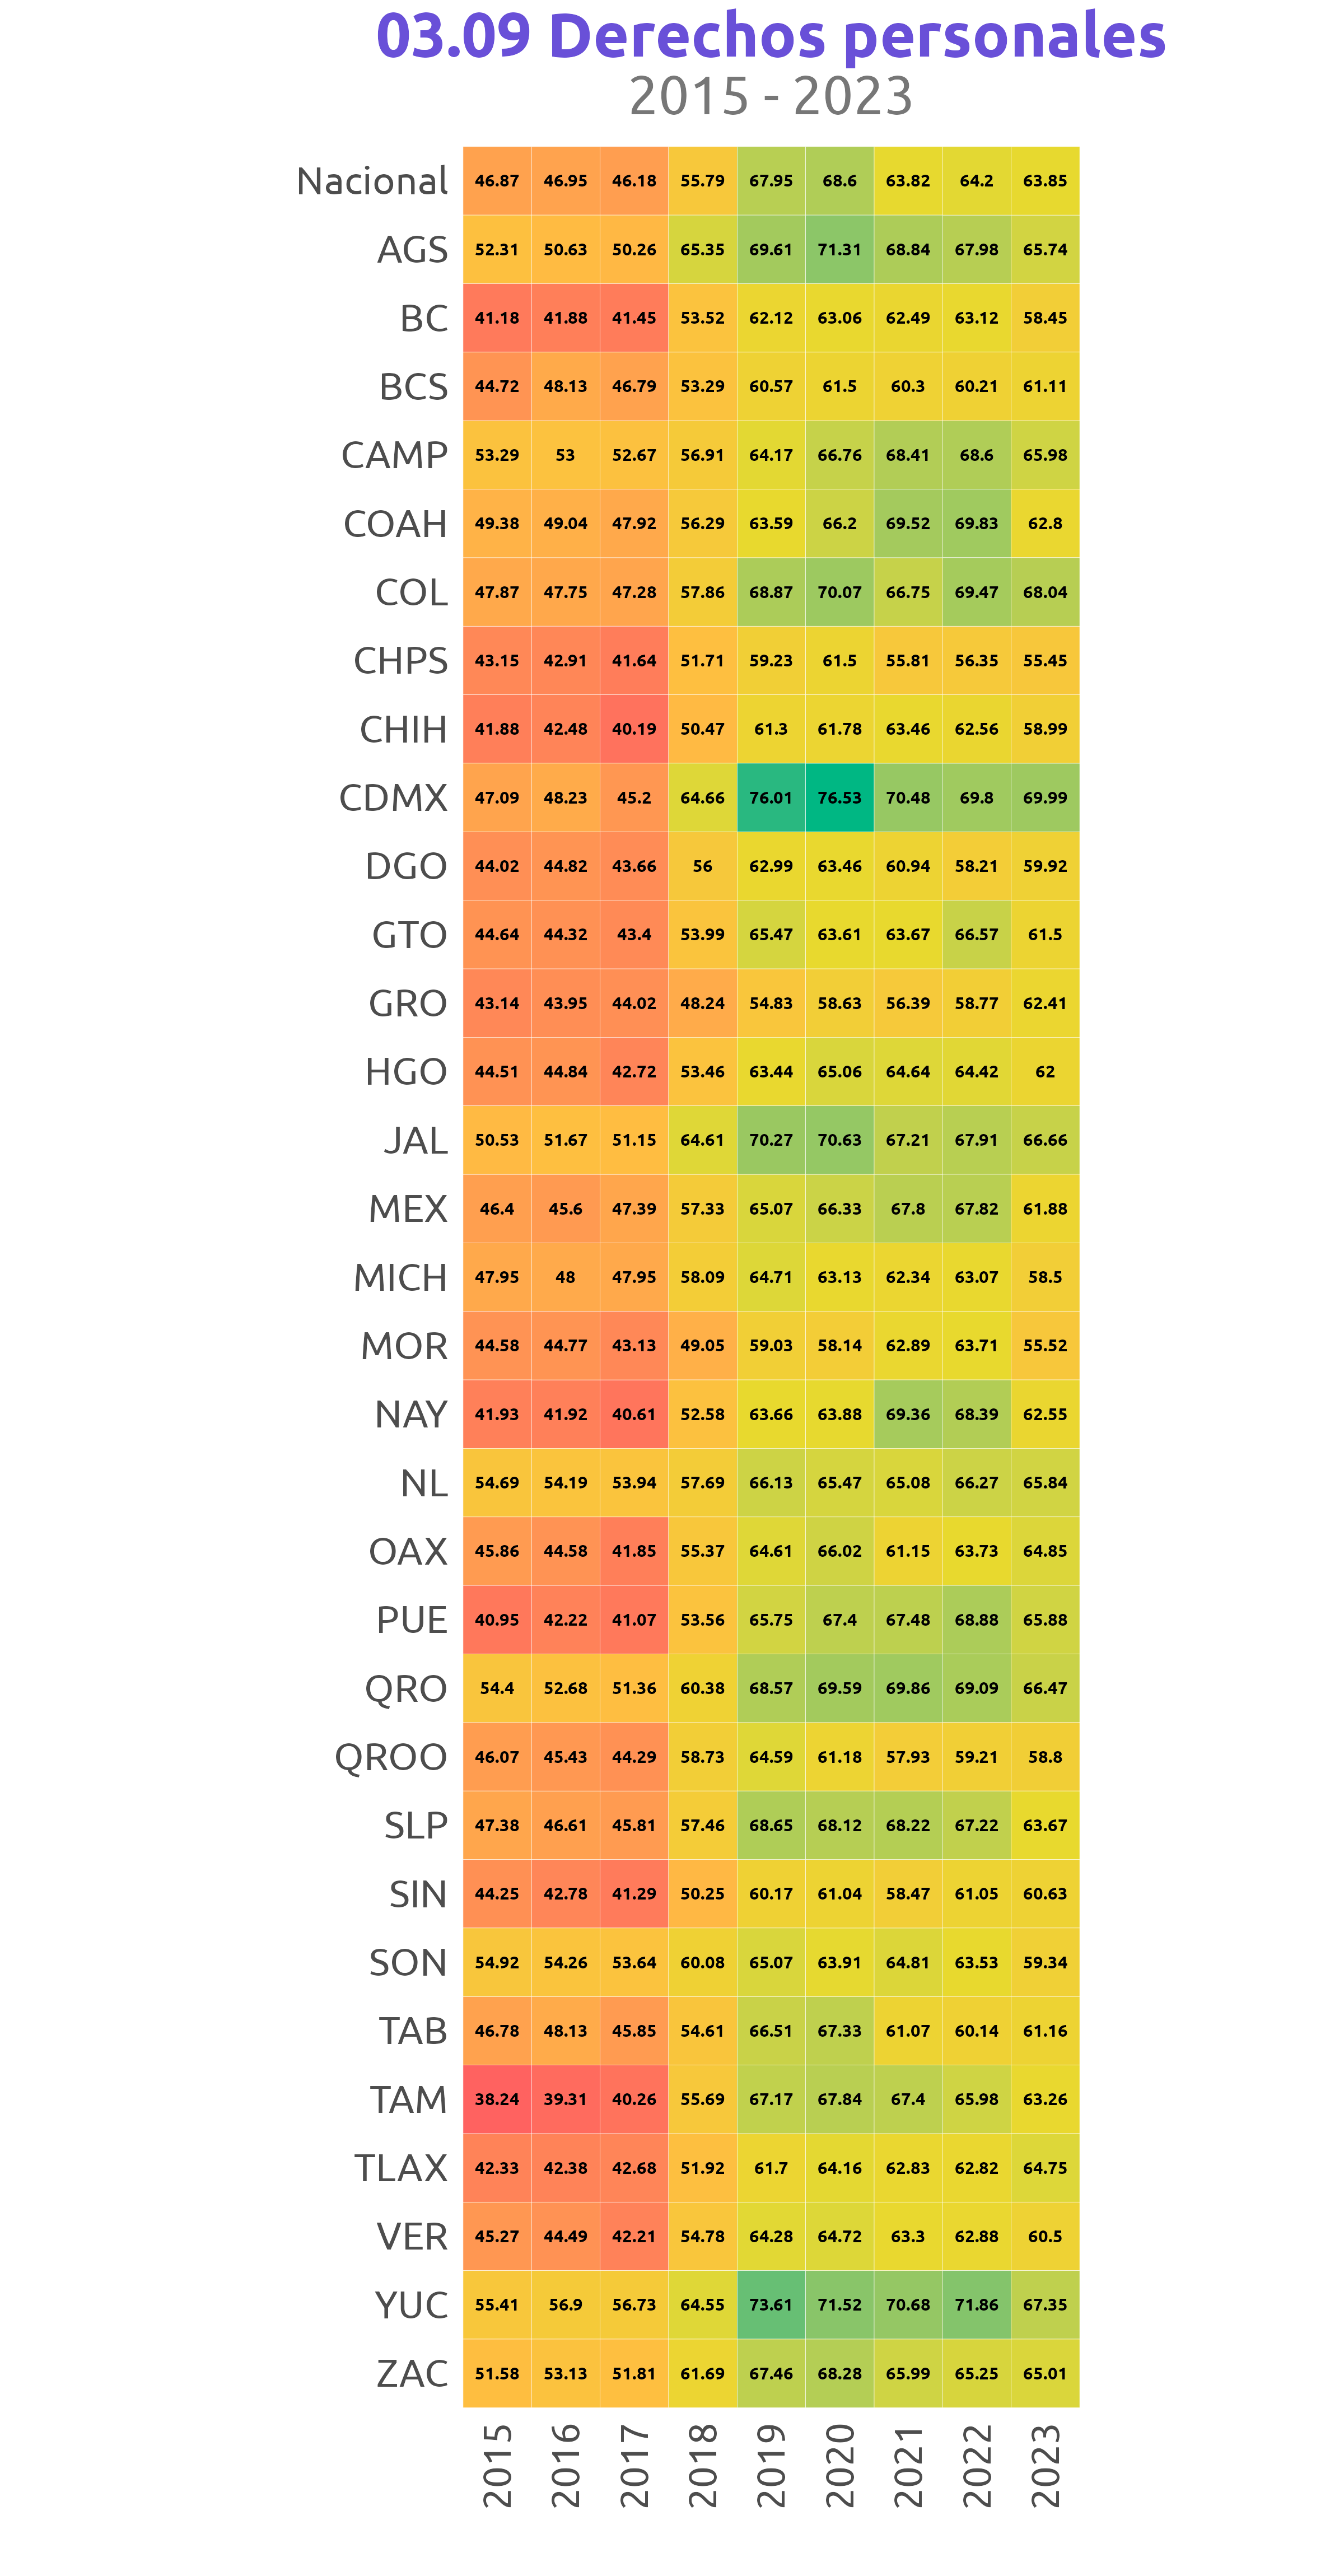 03.09 Derechos personales
2015 - 2023
Nacional 46.87 46.95 46.18 55.79 67.95 68.6 63.82 64.2 63.85
AGS 52.31 50.63 50.26 65.35 69.61 71.31 68.84 67.98 65.74
BC 41.18 41.88 41.45 53.52 62.12 63.06 62.49 63.12 58.45
BCS 44.72 48.13 46.79 53.29 60.57 61.5 60.3 60.21 61.11
CAMP 53.29 53 52.67 56.91 64.17 66.76 68.41 68.6 65.98
COAH 49.38 49.04 47.92 56.29 63.59 66.2 69.52 69.83 62.8
COL 47.87 47.75 47.28 57.86 68.87 70.07 66.75 69.47 68.04
CHPS 43.15 42.91 41.64 51.71 59.23 61.5 55.81 56.35 55.45
CHIH 41.88 42.48 40.19 50.47 61.3 61.78 63.46 62.56 58.99
CDMX 47.09 48.23 45.2 64.66 76.01 76.53 70.48 69.8 69.99
DGO 44.02 44.82 43.66 56 62.99 63.46 60.94 58.21 59.92
GTO 44.64 44.32 43.4 53.99 65.47 63.61 63.67 66.57 61.5
GRO 43.14 43.95 44.02 48.24 54.83 58.63 56.39 58.77 62.41
HGO 44.51 44.84 42.72 53.46 63.44 65.06 64.64 64.42 62
JAL 50.53 51.67 51.15 64.61 70.27 70.63 67.21 67.91 66.66
MEX 46.4 45.6 47.39 57.33 65.07 66.33 67.8 67.82 61.88
MICH 47.95 48 47.95 58.09 64.71 63.13 62.34 63.07 58.5
MOR 44.58 44.77 43.13 49.05 59.03 58.14 62.89 63.71 55.52
NAY 41.93 41.92 40.61 52.58 63.66 63.88 69.36 68.39 62.55
NL 54.69 54.19 53.94 57.69 66.13 65.47 65.08 66.27 65.84
OAX 45.86 44.58 41.85 55.37 64.61 66.02 61.15 63.73 64.85
PUE 40.95 42.22 41.07 53.56 65.75 67.4 67.48 68.88 65.88
QRO 54.4 52.68 51.36 60.38 68.57 69.59 69.86 69.09 66.47
QROO 46.07 45.43 44.29 58.73 64.59 61.18 57.93 59.21 58.8
SLP 47.38 46.61 45.81 57.46 68.65 68.12 68.22 67.22 63.67
SIN 44.25 42.78 41.29 50.25 60.17 61.04 58.47 61.05 60.63
SON 54.92 54.26 53.64 60.08 65.07 63.91 64.81 63.53 59.34
TAB 46.78 48.13 45.85 54.61 66.51 67.33 61.07 60.14 61.16
TAM 38.24 39.31 40.26 55.69 67.17 67.84 67.4 65.98 63.26
TLAX 42.33 42.38 42.68 51.92 61.7 64.16 62.83 62.82 64.75
VER 45.27 44.49 42.21 54.78 64.28 64.72 63.3 62.88 60.5
YUC 55.41 56.9 56.73 64.55 73.61 71.52 70.68 71.86 67.35
ZAC 51.58 53.13 51.81 61.69 67.46 68.28 65.99 65.25 65.01
2015 2016 2017 2018 2019 2020 2021 2022 2023